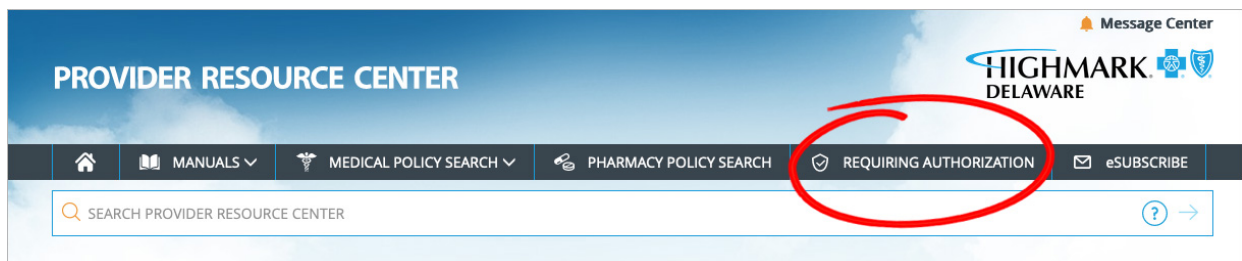 Message Center
PROVIDER RESOURCE CENTER
HIGHMARK.
DELAWARE
MANUALS
MEDICAL POLICY SEARCH
PHARMACY POLICY SEARCH
REQUIRING AUTHORIZATION
eSUBSCRIBE
SEARCH PROVIDER RESOURCE CENTER
?